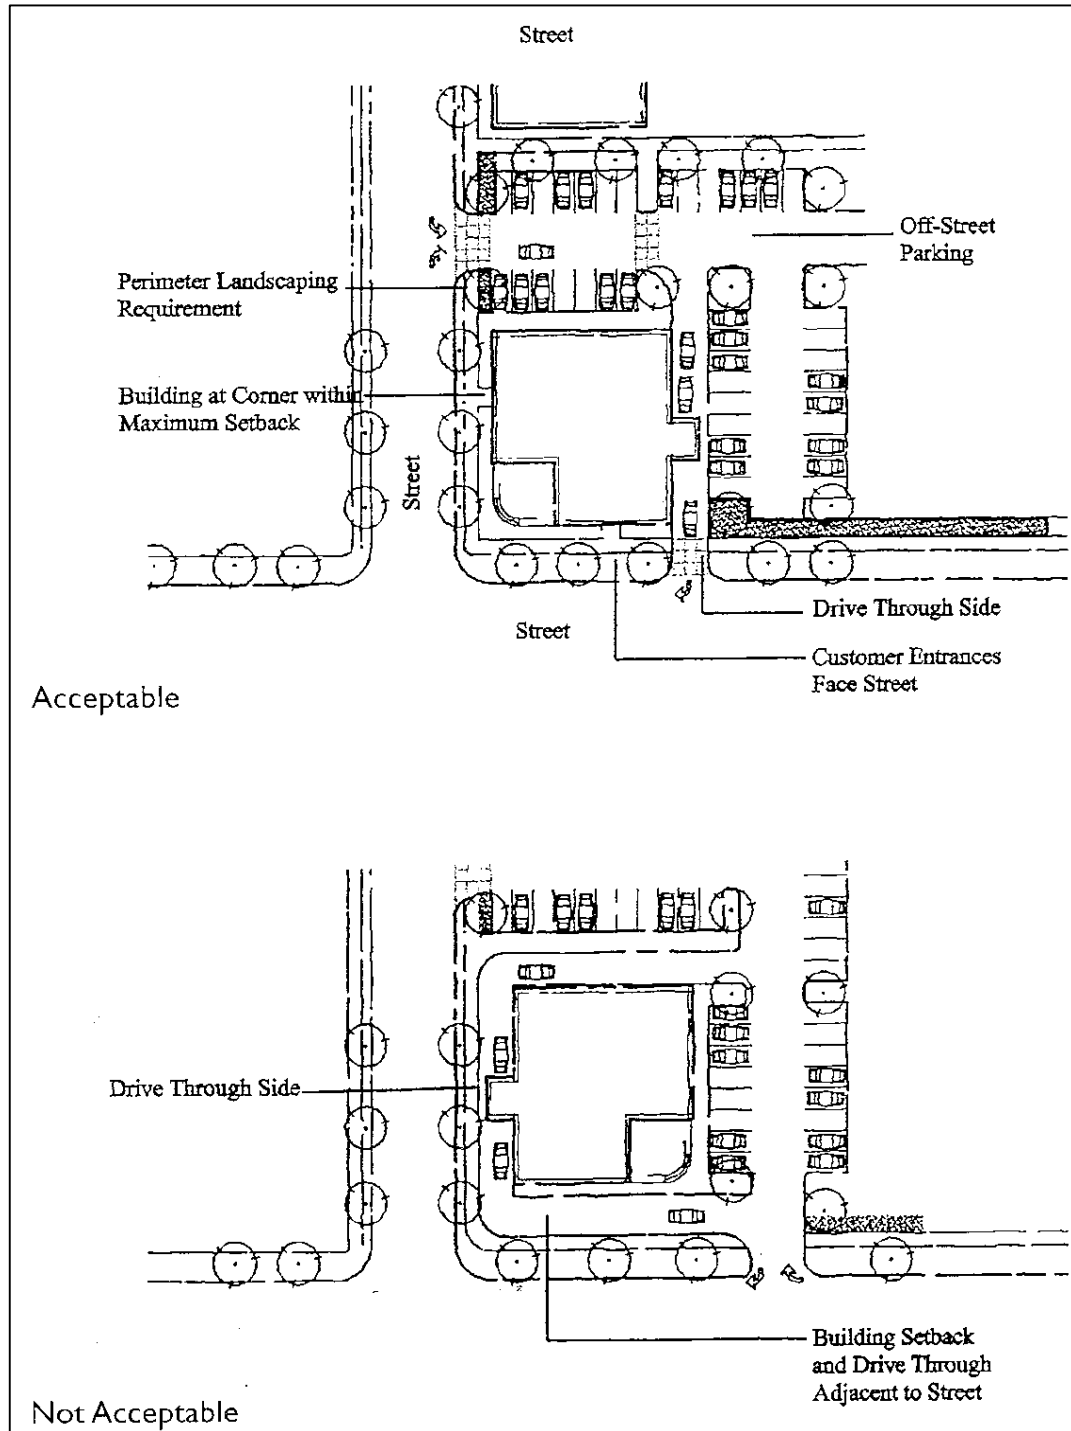 Street
Off-Street
Parking
Perimeter Landscaping
Requirement
Building at Corner within
Maximum Setback
Street
Street
Drive Through Side
Customer Entrances
Face Street
Acceptable
Drive Through Side
Building Setback
and Drive Through
Adjacent to Street
Not Acceptable